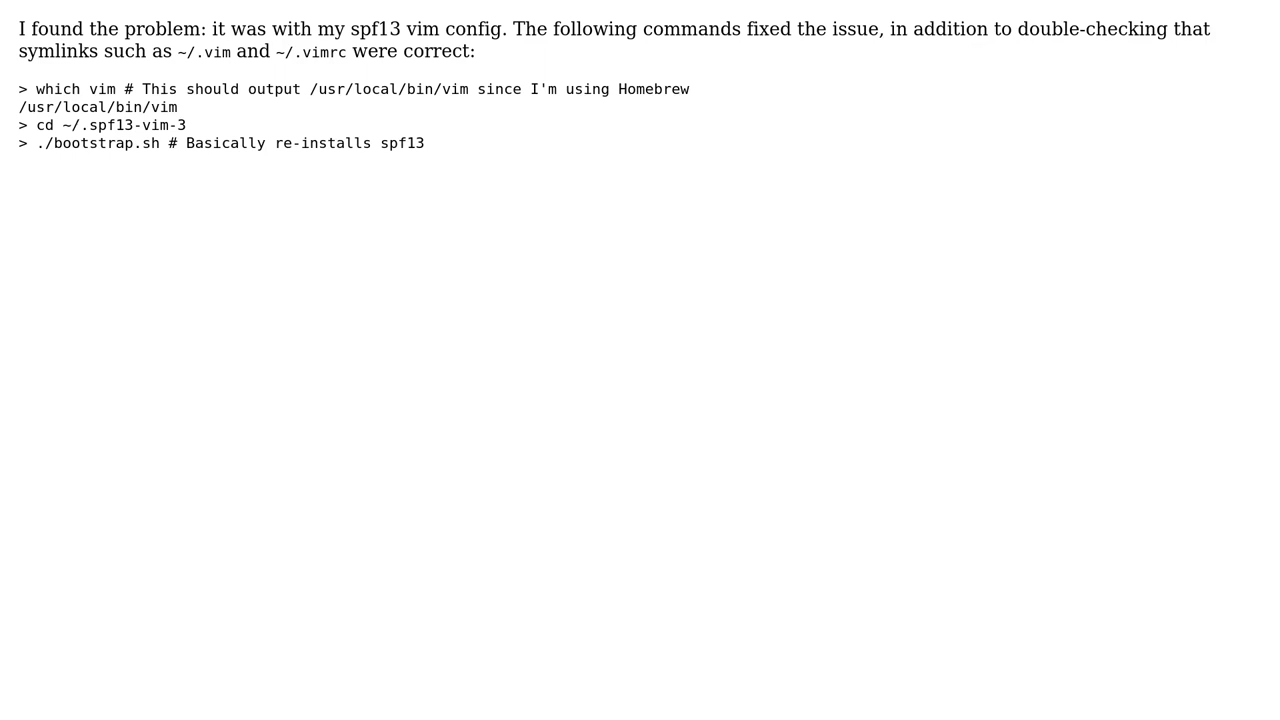 I found the problem: it was with my spf13 vim config. The following commands fixed the issue, in addition to double-checking that
symlinks such as ~/.vim and ~/.vimrc were correct:
> which vim # This should output /usr/local/bin/vim since I'm using Homebrew
/usr/local/bin/vim
> cd ~/.spf13-vim-3
> ./bootstrap.sh # Basically re-installs spf13